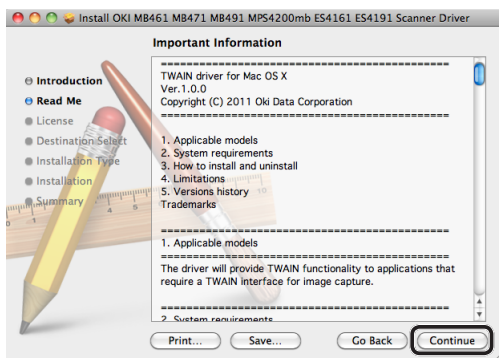 Install OKI MB461 MB471 MB491 MPS4200mb ES4161 ES4191 Scanner Driver
Important Information
Introduction
Read Me
License
Destination Select
Installation Type
Installation
Summary
==================================================
TWAIN driver for Mac OS X
Ver.1.0.0
Copyright (C) 2011 Oki Data Corporation
==================================================
1. Applicable models
2. System requirements
3. How to install and uninstall
4. Limitations
5. Versions history
Trademarks
==================================================
1. Applicable models
==================================================
The driver will provide TWAIN functionality to applications that
require a TWAIN interface for image capture.
==================================================
2. System requirements
Print...
Save...
Go Back
Continue